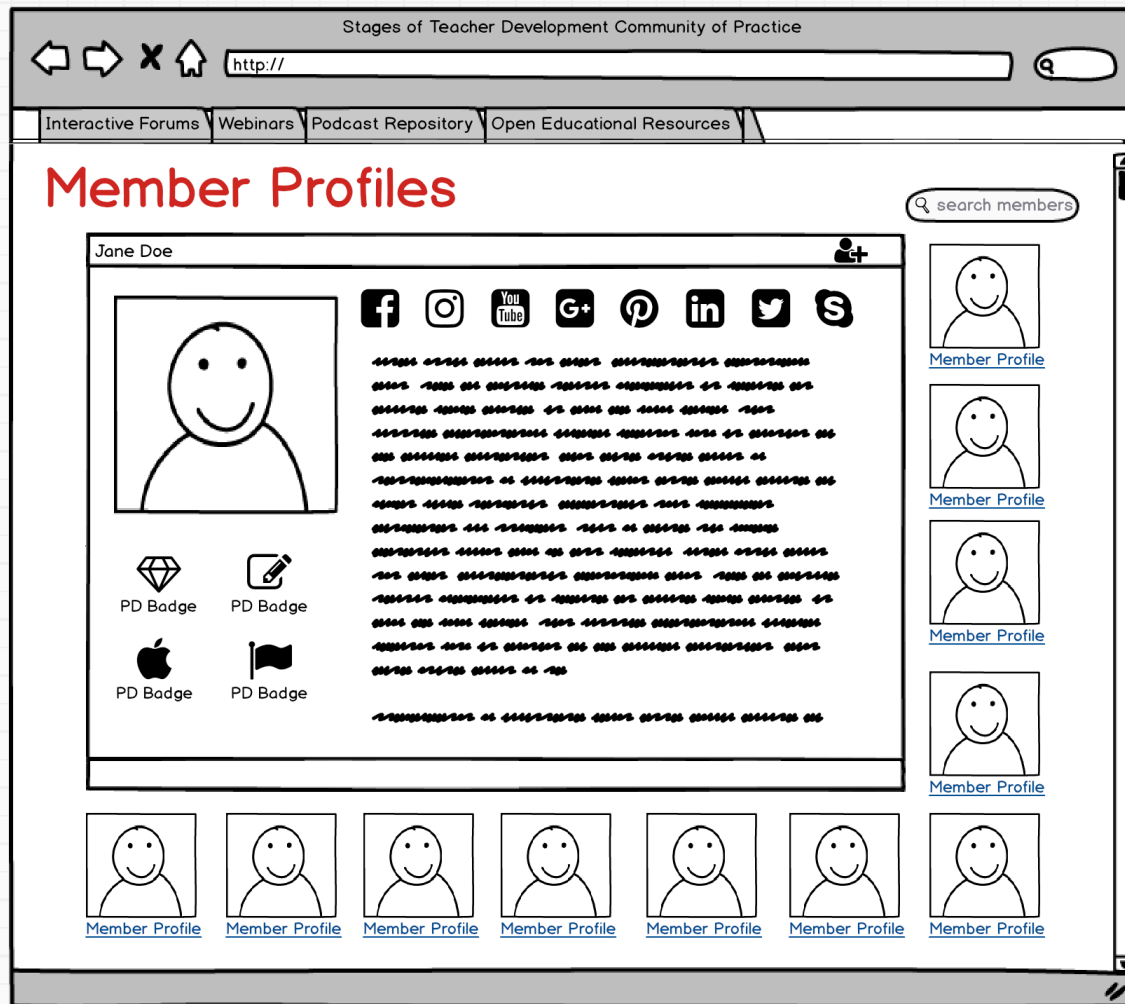 Stages of Teacher Development Community of Practice
http://
Interactive Forums Webinars Podcast Repository Open Educational Resources
Member Profiles
search members
Jane Doe
You
Tube
G+
in
PD Badge PD Badge
PD Badge PD Badge
Member Profile
Member Profile
Member Profile
Member Profile
Member Profile Member Profile Member Profile Member Profile Member Profile Member Profile Member Profile